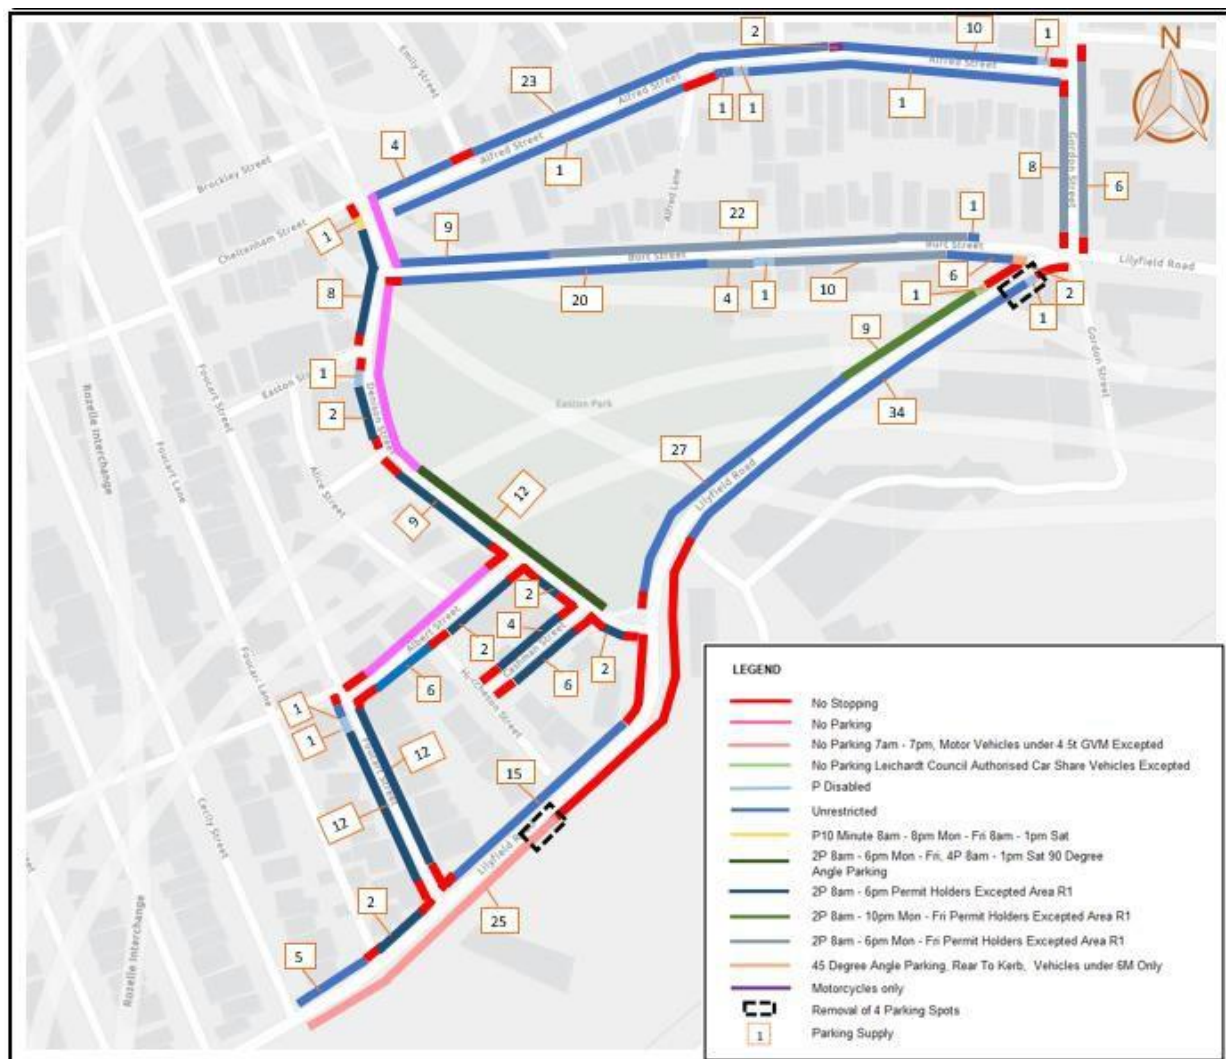 2
10
1
N
Emily Street
23
Alfred Street
Alfred Street
1
1
1
4
Alfred Street
1
Brockley Street
Gordon Street
8
6
Alfred Lane
Cheltenham Street
1
9
22
1
Burt Street
Burt Street
Lilyfield Road
8
20
4
1
10
6
1
2
1
Gordon Street
9
1
Easton
Foucart Street
2
Denison Street
Easton Park
34
Rozelle Interchange
Foucart Lane
27
Lilyfield Road
Alice Street
12
9
2
Albert Street
4
2
Cashman Street
2
6
6
Foucart Lane
Street
1
1
12
Foucart Street
12
15
Cecily Street
Lilyfield
2
25
5
Rozelle Interchange
LEGEND
No Stopping
No Parking
No Parking 7am - 7pm, Motor Vehicles under 4.5t GVM Excepted
No Parking Leichardt Council Authorised Car Share Vehicles Excepted
P Disabled
Unrestricted
P10 Minute 8am - 8pm Mon - Fri 8am - 1pm Sat
2P 8am - 6pm Mon - Fri, 4P 8am - 1pm Sat 90 Degree
Angle Parking
2P 8am - 6pm Permit Holders Excepted Area R1
2P 8am - 10pm Mon - Fri Permit Holders Excepted Area R1
2P 8am - 6pm Mon - Fri Permit Holders Excepted Area R1
45 Degree Angle Parking, Rear To Kerb, Vehicles under 6M Only
Motorcycles only
Removal of 4 Parking Spots
1 Parking Supply